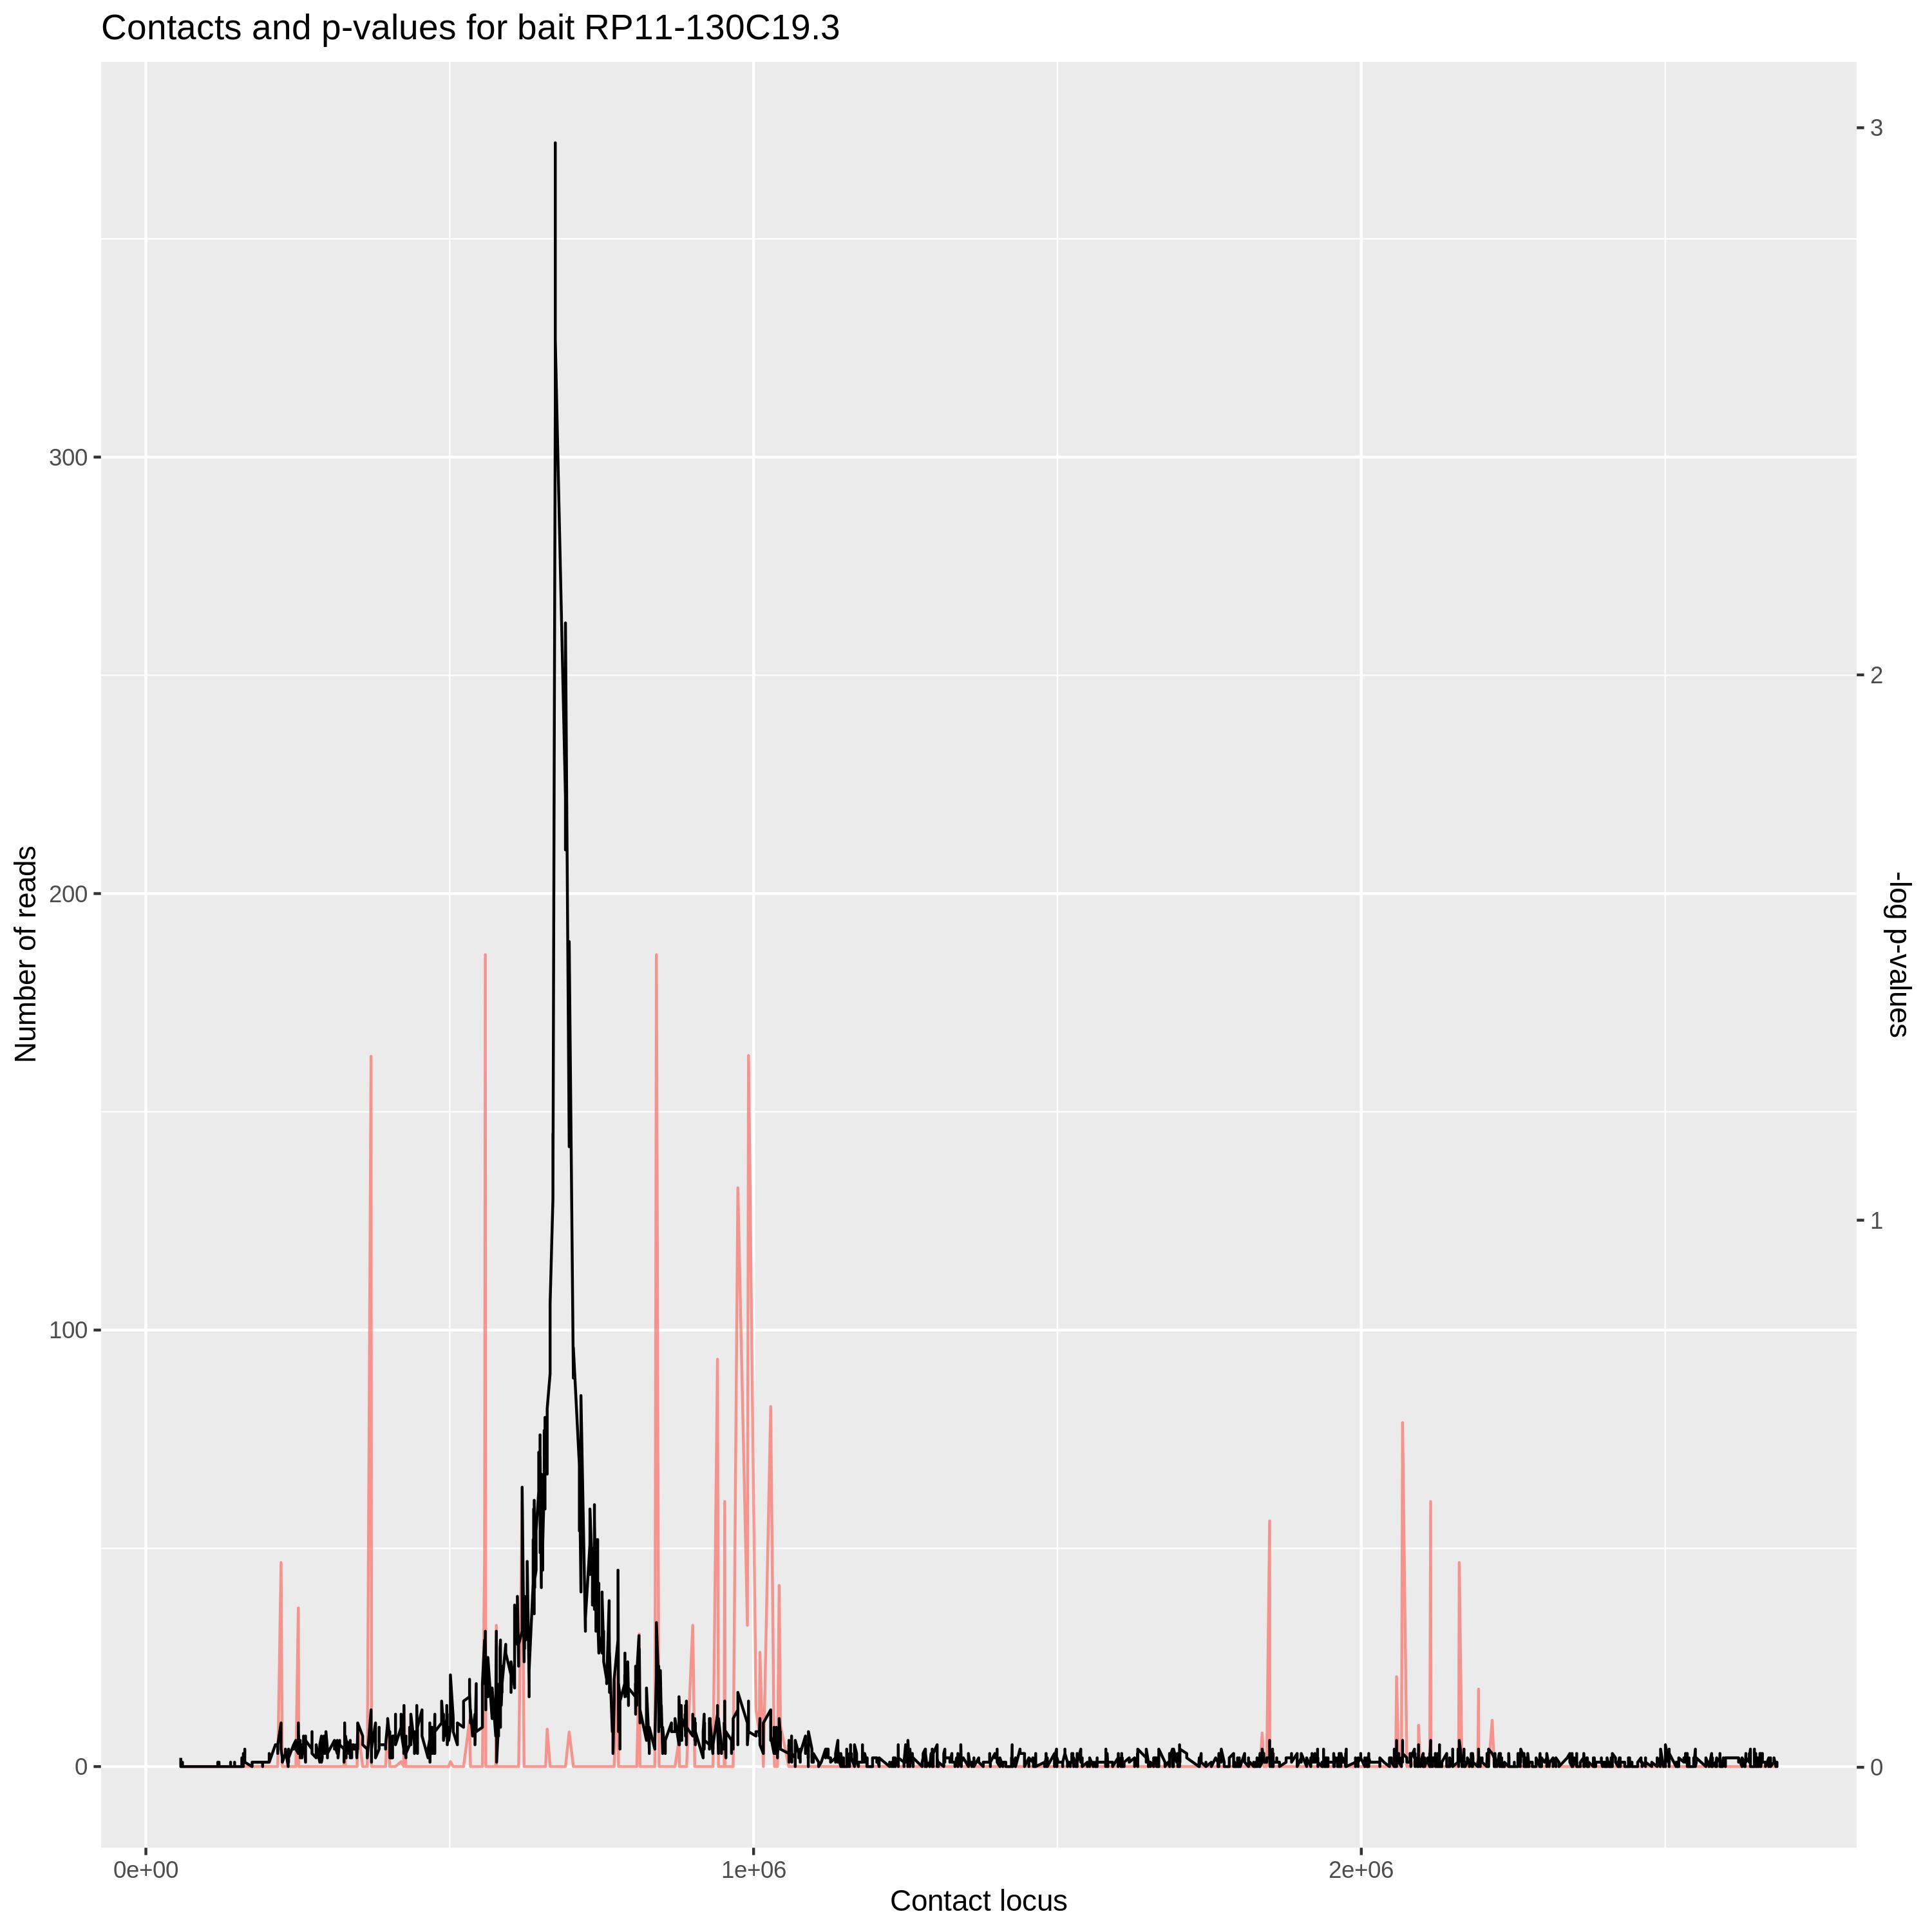 Contacts and p-values for bait RP11-130C19.3
3
300
2
Number of reads
200
-log p-values
1
100
0
0
0e+00
1e+06
2e+06
Contact locus